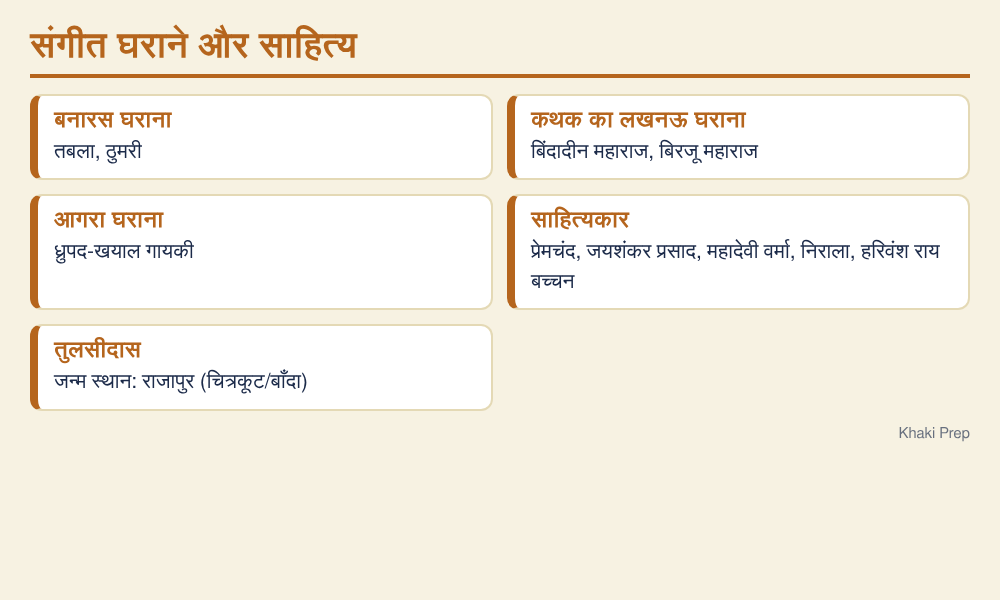 संगीत घराने और साहित्य
बनारस घराना
तबला, ठुमरी
कथक का लखनऊ घराना
बिंदादीन महाराज, बिरजू महाराज
आगरा घराना
ध्रुपद-खयाल गायकी
साहित्यकार
प्रेमचंद, जयशंकर प्रसाद, महादेवी वर्मा, निराला, हरिवंश राय
बच्चन
तुलसीदास
जन्म स्थान: राजापुर (चित्रकूट/बाँदा)
Khaki Prep